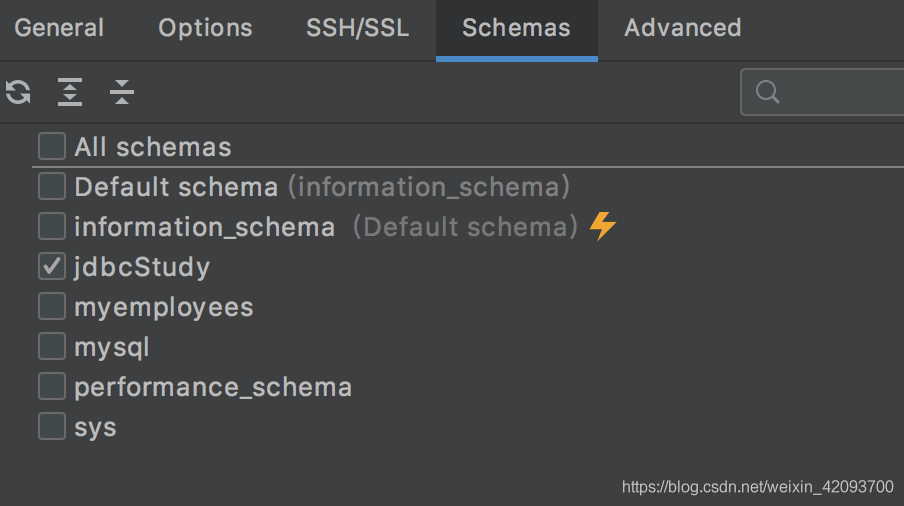 General Options SSH/SSL Schemas Advanced
All schemas
Default schema (information_schema)
information_schema (Default schema)
jdbcStudy
myemployees
mysql
performance_schema
sys
https://blog.csdn.net/weixin_42093700